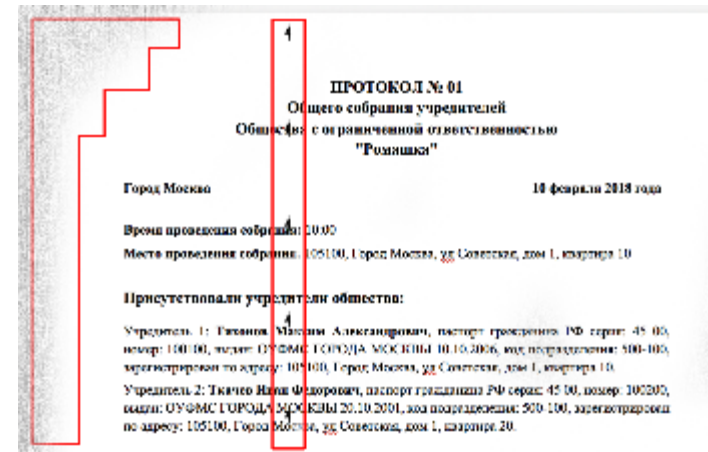 ПРОТОКОЛ № 01
Общего собрания учредителей
Общества с ограниченной ответственностью
"Ромашка"
Город Москва 10 февраля 2018 года
Время проведения собрания: 10:00
Место проведения собрания: 105100, Город Москва, ул Советская, дом 1, квартира 10
Присутствовали учредители общества:
Учредитель 1: Тихонов Максим Александрович, паспорт гражданина РФ серия: 45 00,
номер: 100100, выдан: ОУФМС ГОРОДА МОСКВЫ 10.10.2006, код подразделения: 500-100,
зарегистрирован по адресу: 105100, Город Москва, ул Советская, дом 1, квартира 10.
Учредитель 2: Ткачев Иван Федорович, паспорт гражданина РФ серия: 45 00, номер: 100200,
выдан: ОУФМС ГОРОДА МОСКВЫ 20.10.2001, код подразделения: 500-100, зарегистрирован
по адресу: 105100, Город Москва, ул Советская, дом 1, квартира 20.